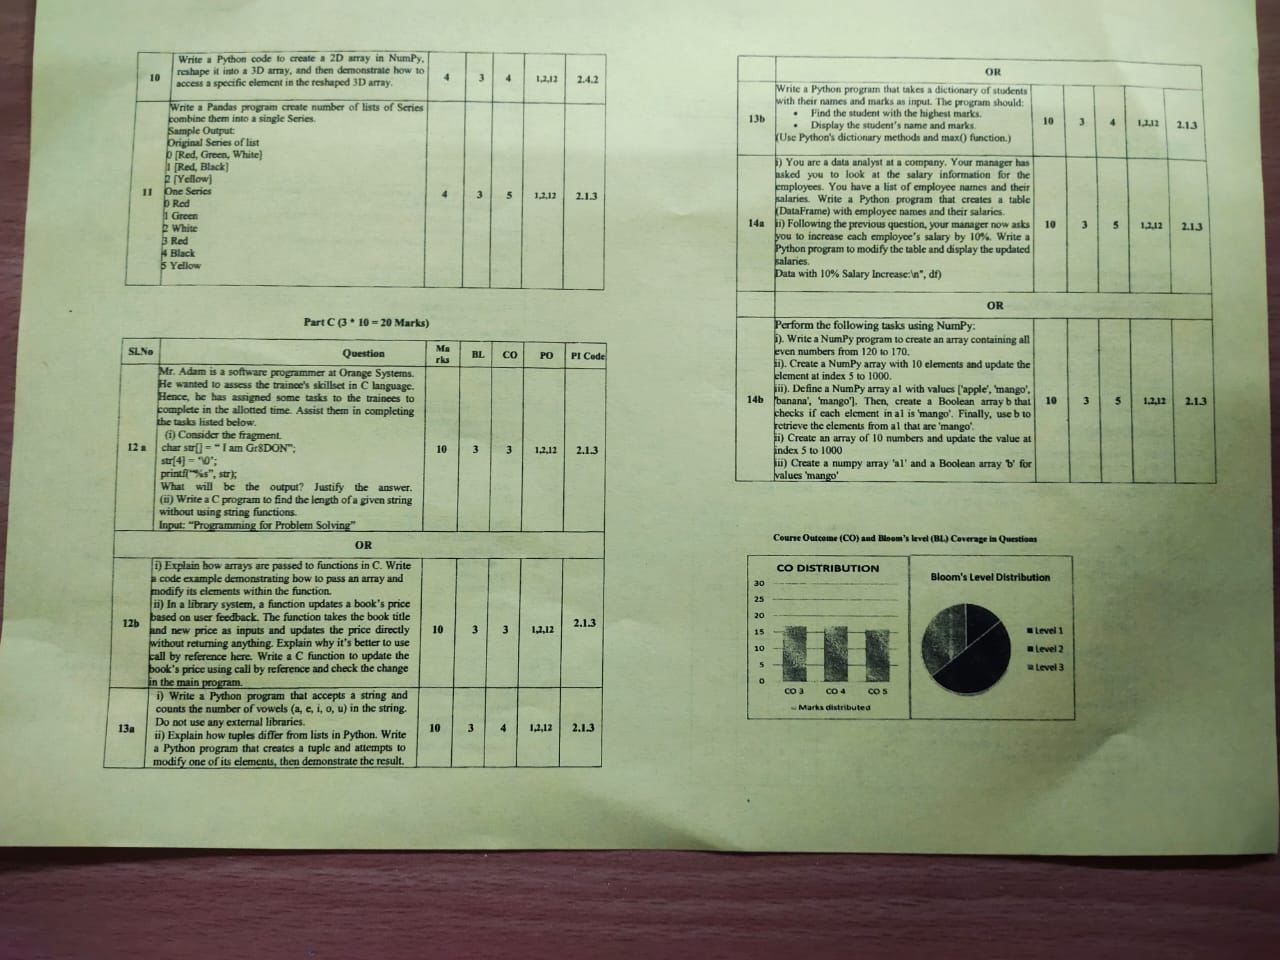 10
Write a Python code to create a 2D array in NumPy,
reshape it into a 3D array, and then demonstrate how to
access a specific element in the reshaped 3D array.
4 3 4 1,2,12 2.4.2
11
Write a Pandas program create number of lists of Series
combine them into a single Series.
Sample Output:
Original Series of list
0 [Red, Green, White]
1 [Red, Black]
2 [Yellow]
One Series
0 Red
1 Green
2 White
3 Red
4 Black
5 Yellow
4 3 5 1,2,12 2.1.3
Part C (3 * 10 = 20 Marks)
SI.No Question Ma
rks BL CO PO PI Code
12 a
Mr. Adam is a software programmer at Orange Systems.
He wanted to assess the trainee's skillset in C language.
Hence, he has assigned some tasks to the trainees to
complete in the allotted time. Assist them in completing
the tasks listed below.
(i) Consider the fragment.
char str[] = " I am Gr8DON";
str[4] = '\0';
printf("%s", str);
What will be the output? Justify the answer.
(ii) Write a C program to find the length of a given string
without using string functions.
Input: "Programming for Problem Solving"
10 3 3 1,2,12 2.1.3
OR
12b
i) Explain how arrays are passed to functions in C. Write
a code example demonstrating how to pass an array and
modify its elements within the function.
ii) In a library system, a function updates a book's price
based on user feedback. The function takes the book title
and new price as inputs and updates the price directly
without returning anything. Explain why it's better to use
call by reference here. Write a C function to update the
book's price using call by reference and check the change
in the main program.
10 3 3 1,2,12 2.1.3
13a
i) Write a Python program that accepts a string and
counts the number of vowels (a, e, i, o, u) in the string.
Do not use any external libraries.
ii) Explain how tuples differ from lists in Python. Write
a Python program that creates a tuple and attempts to
modify one of its elements, then demonstrate the result.
10 3 4 1,2,12 2.1.3
OR
13b
Write a Python program that takes a dictionary of students
with their names and marks as input. The program should:
• Find the student with the highest marks.
• Display the student's name and marks.
(Use Python's dictionary methods and max() function.)
10 3 4 1,2,12 2.1.3
14a
i) You are a data analyst at a company. Your manager has
asked you to look at the salary information for the
employees. You have a list of employee names and their
salaries. Write a Python program that creates a table
(DataFrame) with employee names and their salaries.
ii) Following the previous question, your manager now asks
you to increase each employee's salary by 10%. Write a
Python program to modify the table and display the updated
salaries.
Data with 10% Salary Increase:\n", df)
10 3 5 1,2,12 2.1.3
OR
14b
Perform the following tasks using NumPy:
i). Write a NumPy program to create an array containing all
even numbers from 120 to 170.
ii). Create a NumPy array with 10 elements and update the
element at index 5 to 1000.
iii). Define a NumPy array a1 with values ['apple', 'mango',
'banana', 'mango']. Then, create a Boolean array b that
checks if each element in a1 is 'mango'. Finally, use b to
retrieve the elements from a1 that are 'mango'.
ii) Create an array of 10 numbers and update the value at
index 5 to 1000
iii) Create a numpy array 'a1' and a Boolean array 'b' for
values 'mango'
10 3 5 1,2,12 2.1.3
Course Outcome (CO) and Bloom's level (BL) Coverage in Questions
CO DISTRIBUTION
30
25
20
15
10
5
0
CO 3 CO 4 CO 5
Marks distributed
Bloom's Level Distribution
Level 1
Level 2
Level 3